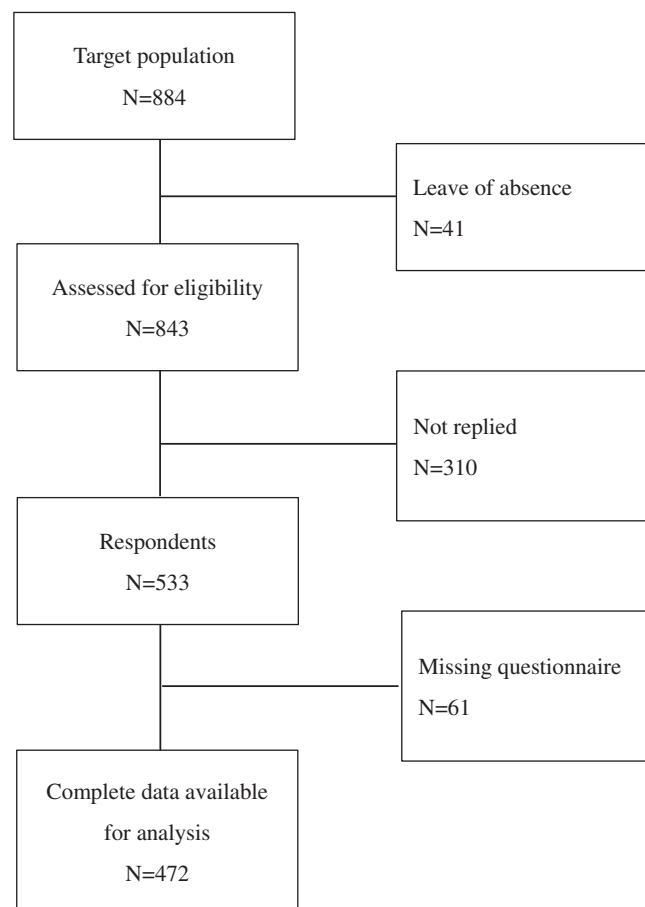 Target population
N=884
Leave of absence
N=41
Assessed for eligibility
N=843
Not replied
N=310
Respondents
N=533
Missing questionnaire
N=61
Complete data available
for analysis
N=472